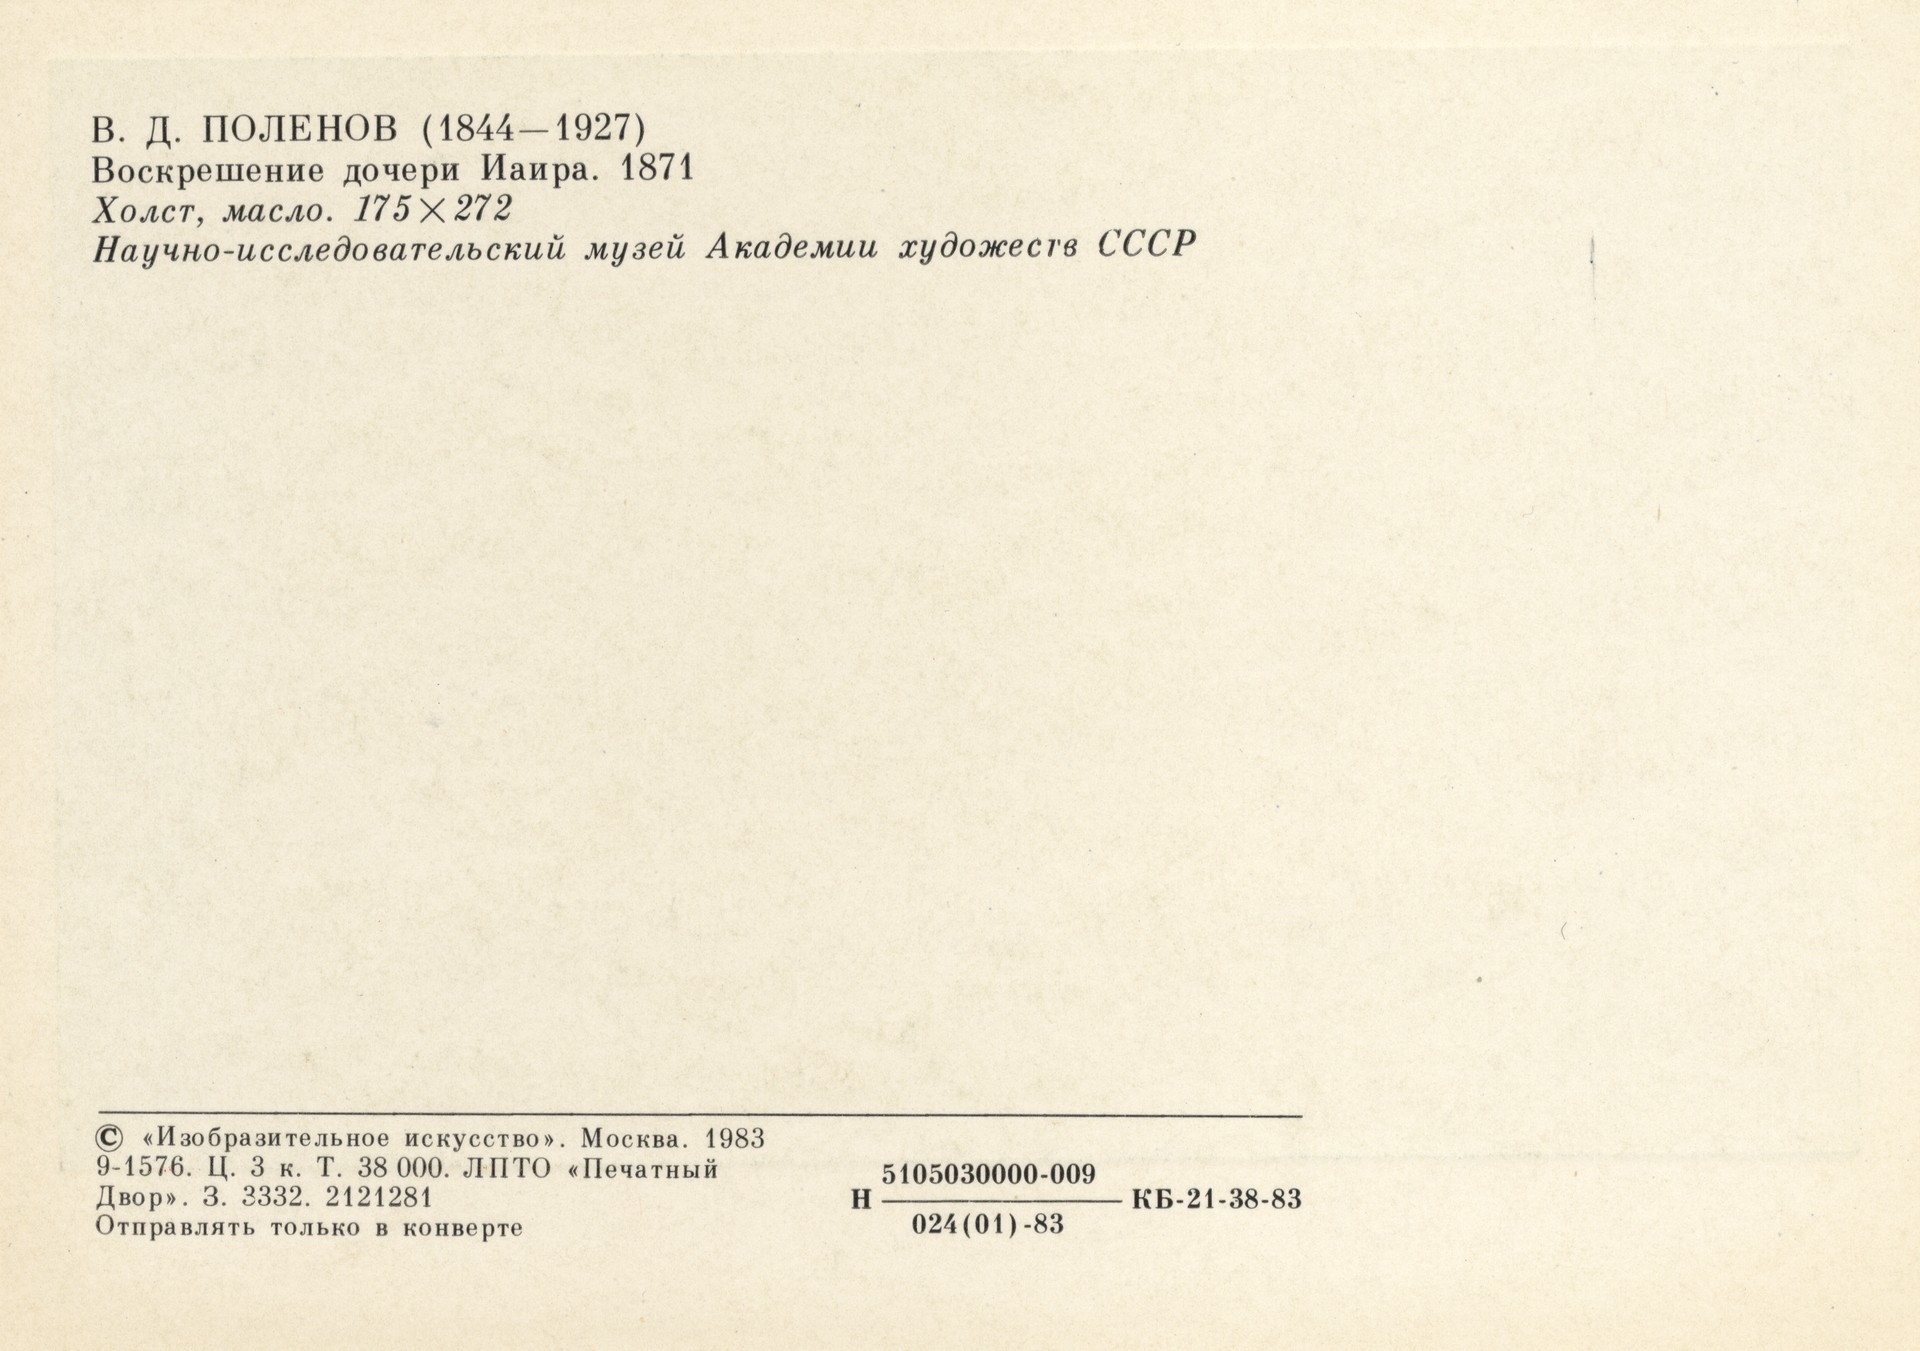 В. Д. ПОЛЕНОВ (1844—1927)
Воскрешение дочери Иаира. 1871
Холст, масло. 175×272
Научно-исследовательский музей Академии художеств СССР
© «Изобразительное искусство». Москва. 1983
9-1576. Ц. 3 к. Т. 38 000. ЛПТО «Печатный
Двор». З. 3332. 2121281
Отправлять только в конверте
5105030000-009
Н ——— КБ-21-38-83
024(01)-83